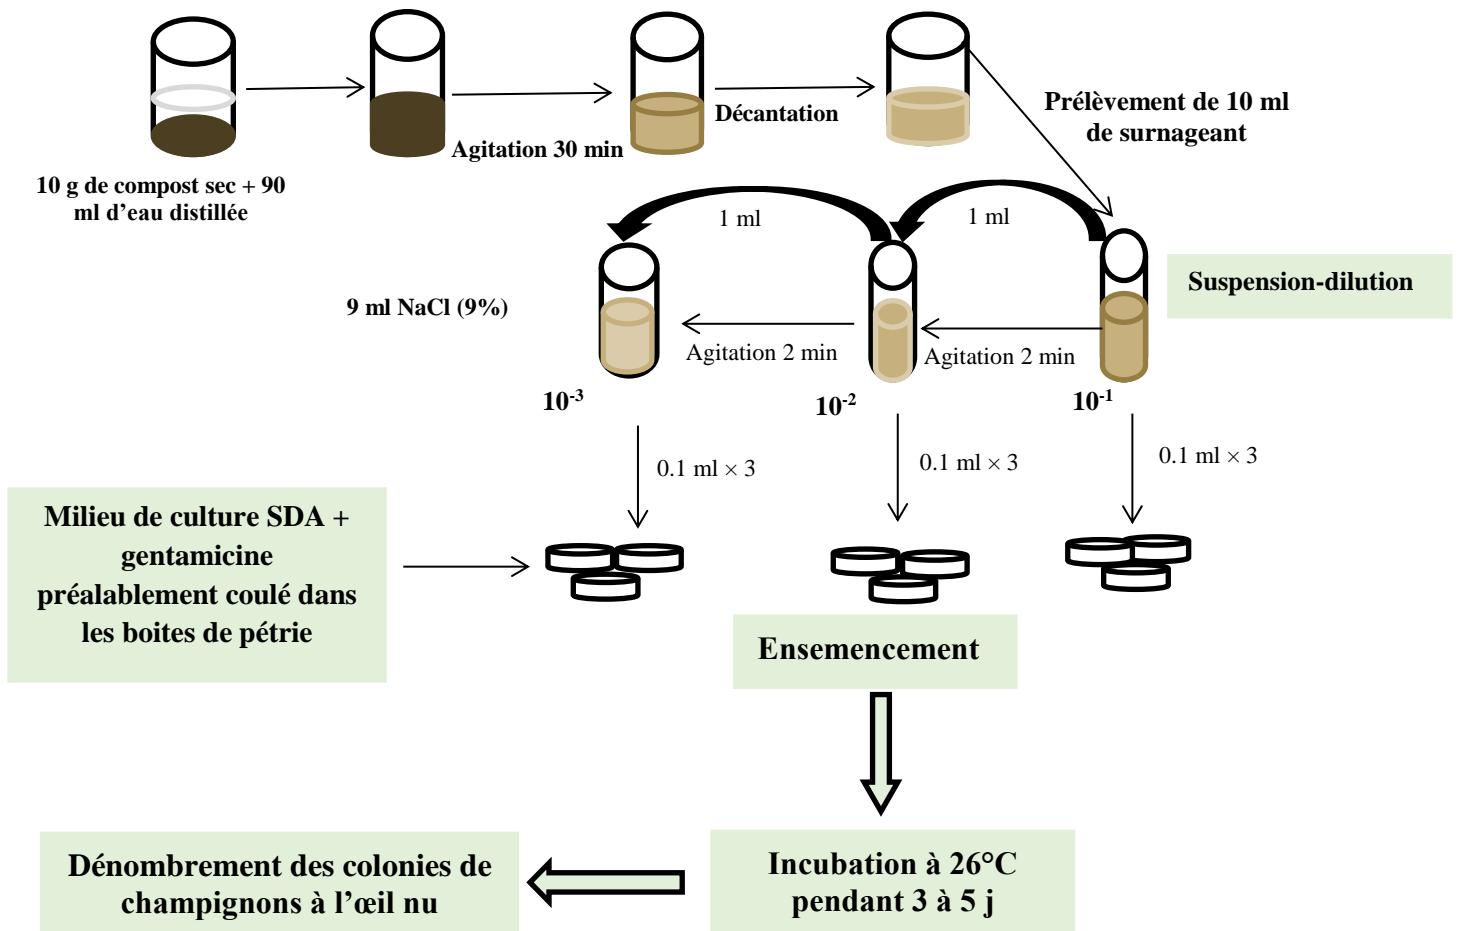 10 g de compost sec + 90
ml d’eau distillée
Agitation 30 min
Décantation
Prélèvement de 10 ml
de surnageant
1 ml
1 ml
Suspension-dilution
9 ml NaCl (9%)
Agitation 2 min
Agitation 2 min
10⁻³
10⁻²
10⁻¹
0.1 ml × 3
0.1 ml × 3
0.1 ml × 3
Milieu de culture SDA +
gentamicine
préalablement coulé dans
les boites de pétrie
Ensemencement
Dénombrement des colonies de
champignons à l’œil nu
Incubation à 26°C
pendant 3 à 5 j